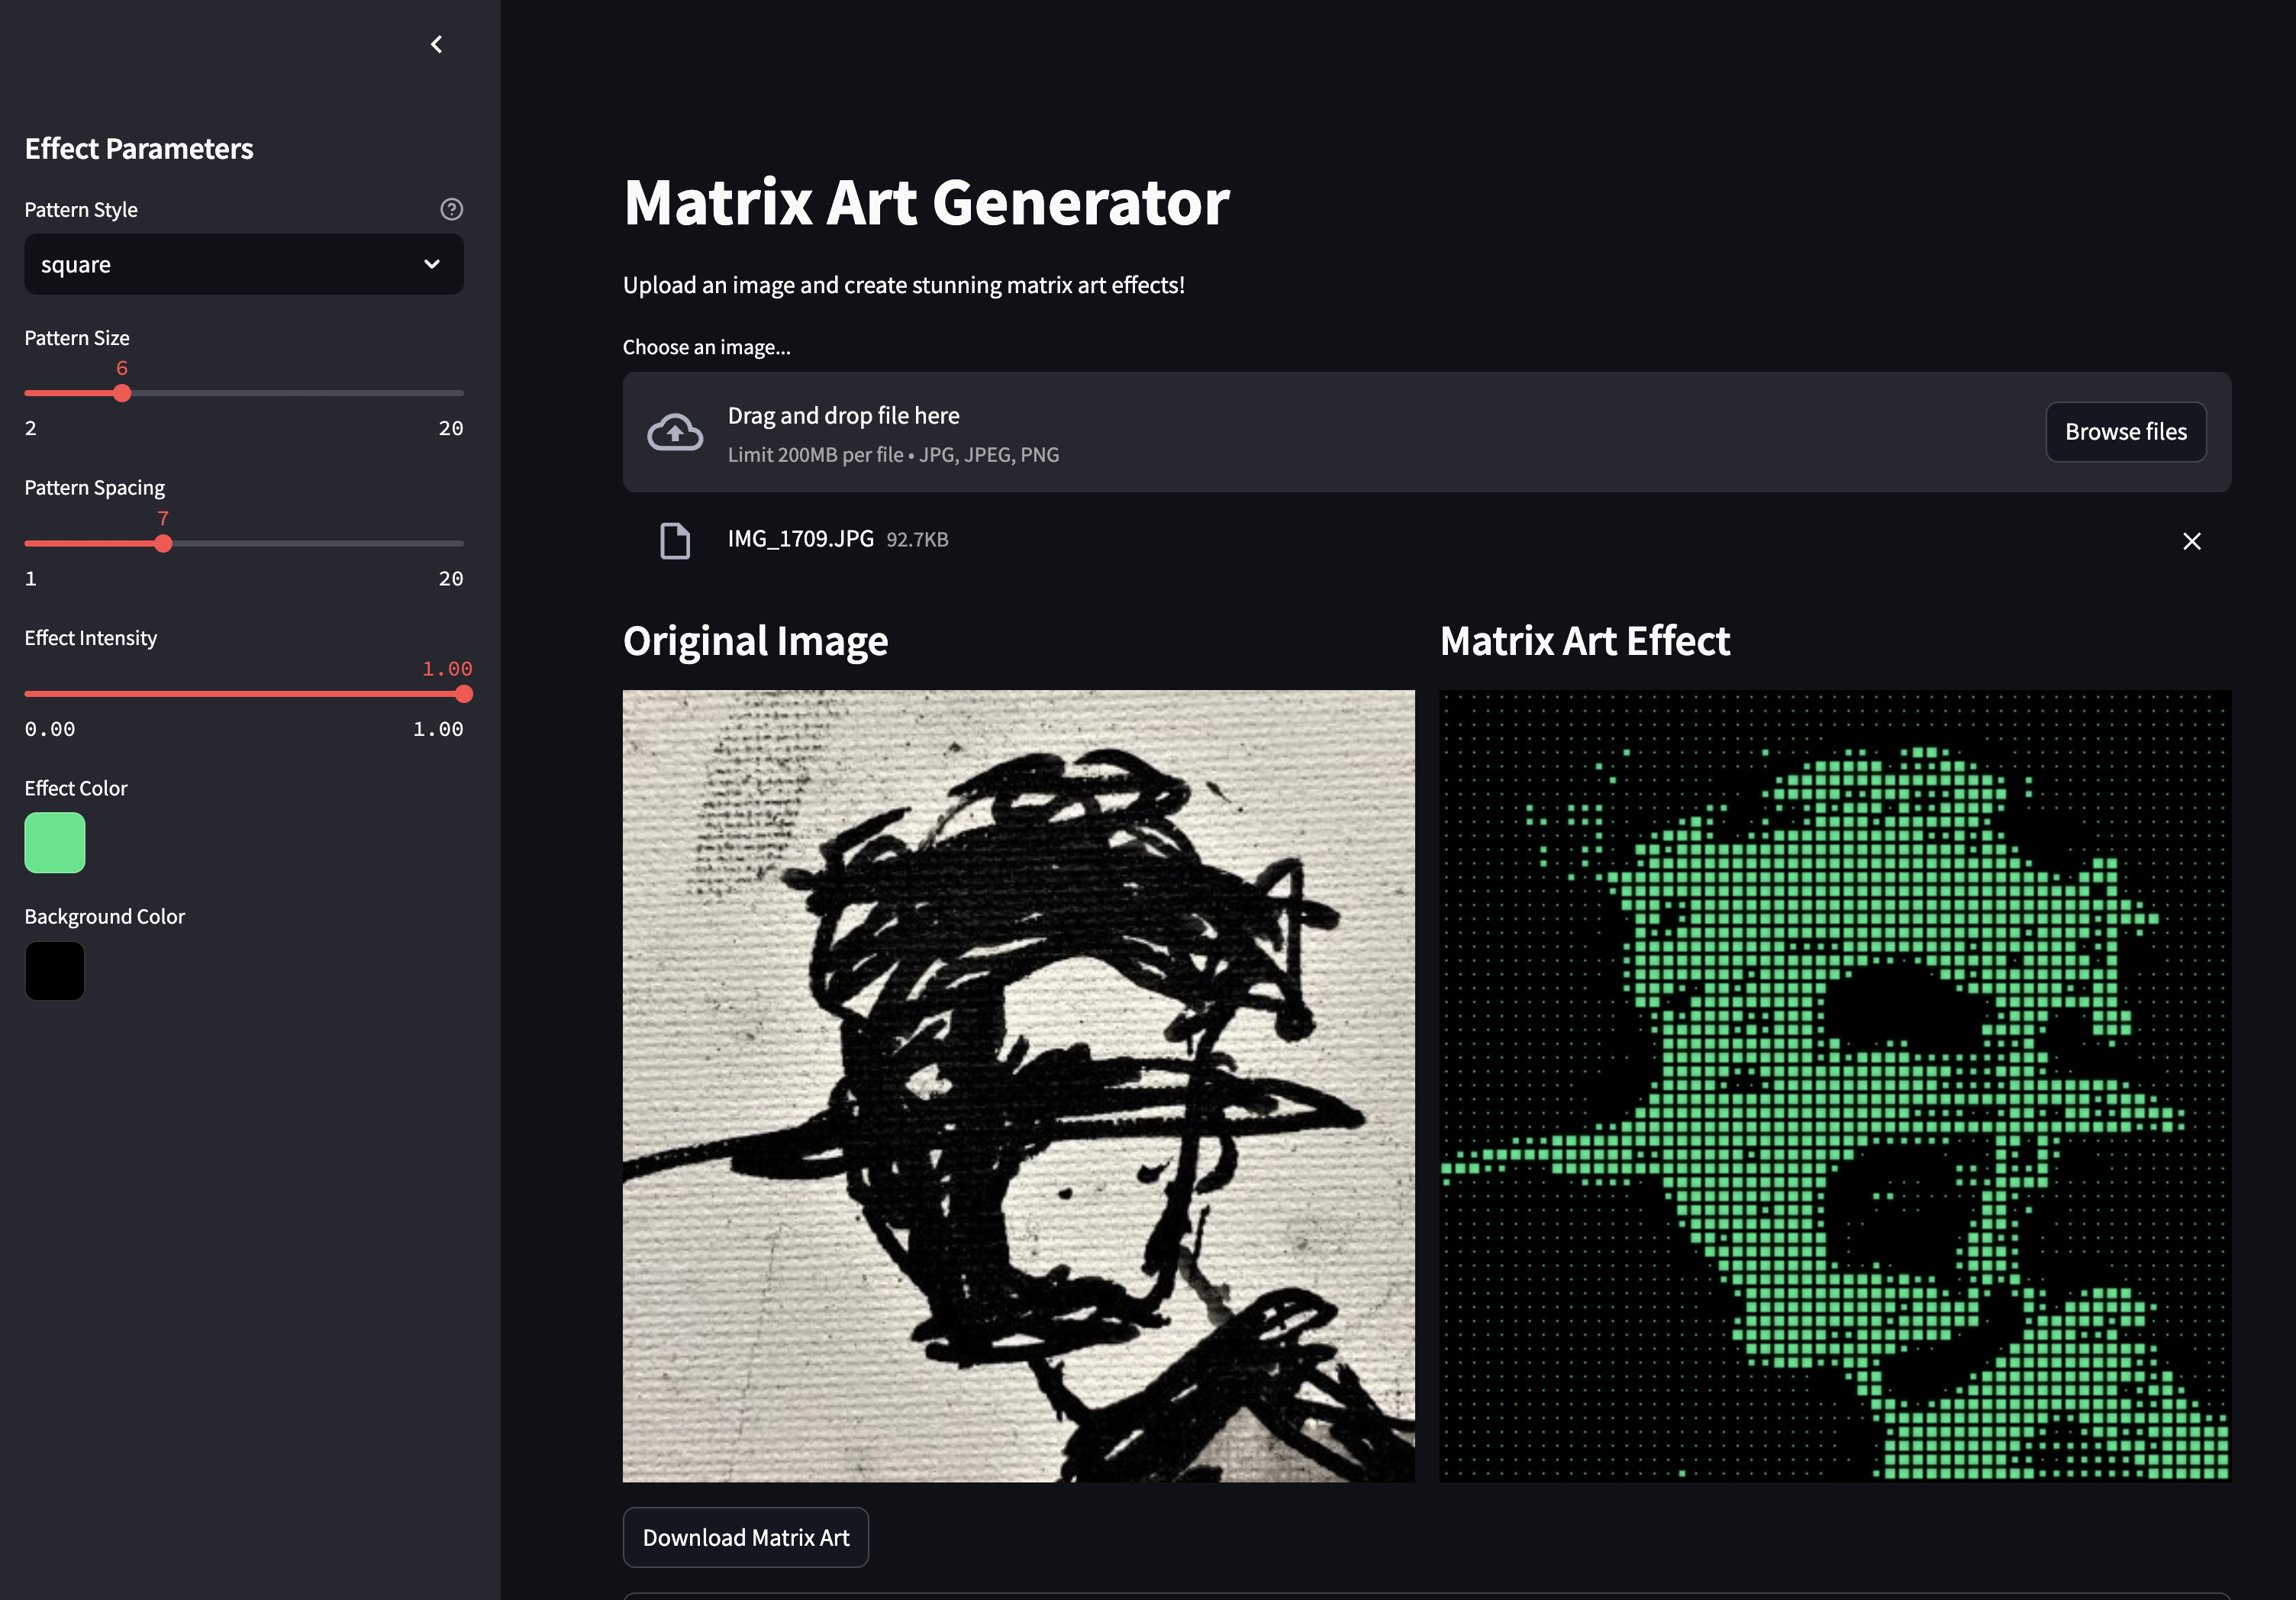 Effect Parameters
Pattern Style
square
Pattern Size
6
2 20
Pattern Spacing
7
1 20
Effect Intensity
1.00
0.00 1.00
Effect Color
Background Color
Matrix Art Generator
Upload an image and create stunning matrix art effects!
Choose an image...
Drag and drop file here
Limit 200MB per file • JPG, JPEG, PNG
Browse files
IMG_1709.JPG 92.7KB
Original Image
Matrix Art Effect
Download Matrix Art